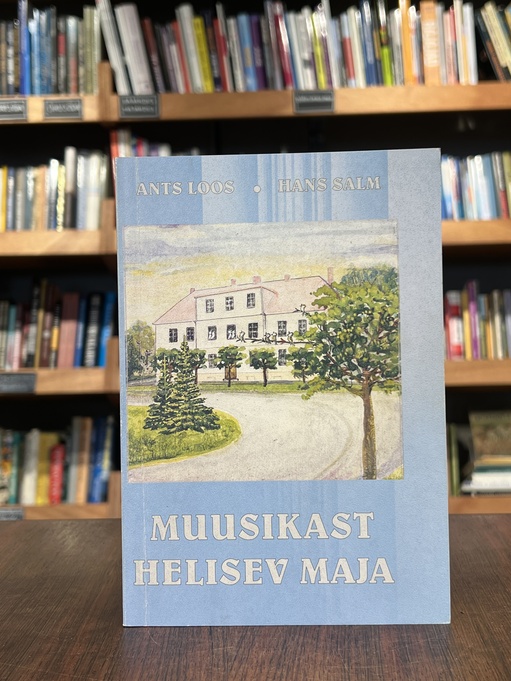 ANTS LOOS • HANS SALM
MUUSIKAST
HELISEV MAJA